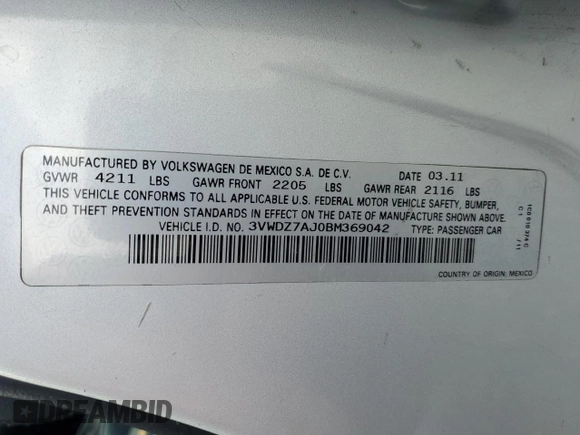 MANUFACTURED BY VOLKSWAGEN DE MEXICO S.A. DE C.V. DATE 03.11
GVWR 4211 LBS GAWR FRONT 2205 LBS GAWR REAR 2116 LBS
THIS VEHICLE CONFORMS TO ALL APPLICABLE U.S. FEDERAL MOTOR VEHICLE SAFETY, BUMPER,
AND THEFT PREVENTION STANDARDS IN EFFECT ON THE DATE OF MANUFACTURE SHOWN ABOVE.
VEHICLE I.D. NO. 3VWDZ7AJ0BM369042 TYPE: PASSENGER CAR
COUNTRY OF ORIGIN: MEXICO
DREAMBID